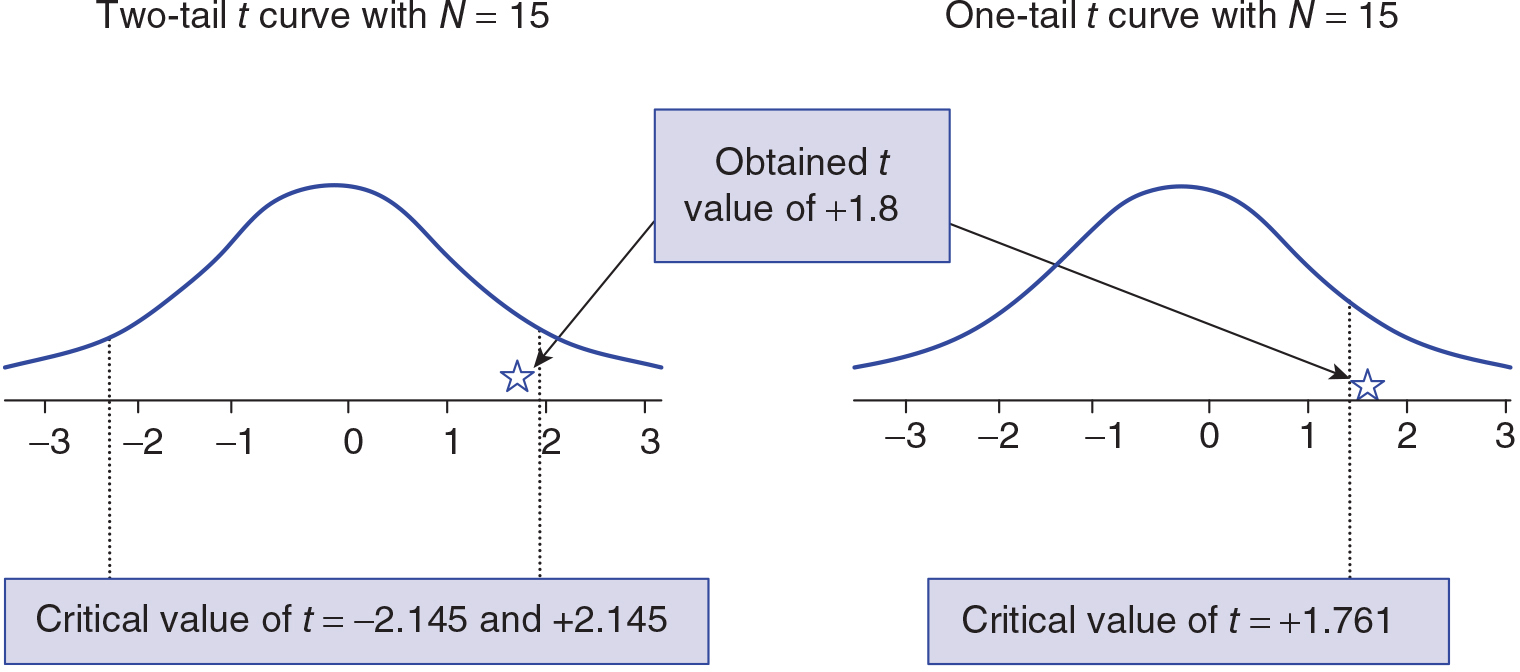 Two-tail t curve with N = 15
One-tail t curve with N = 15
Obtained t
value of +1.8
–3 –2 –1 0 1 2 3
–3 –2 –1 0 1 2 3
Critical value of t = –2.145 and +2.145
Critical value of t = +1.761